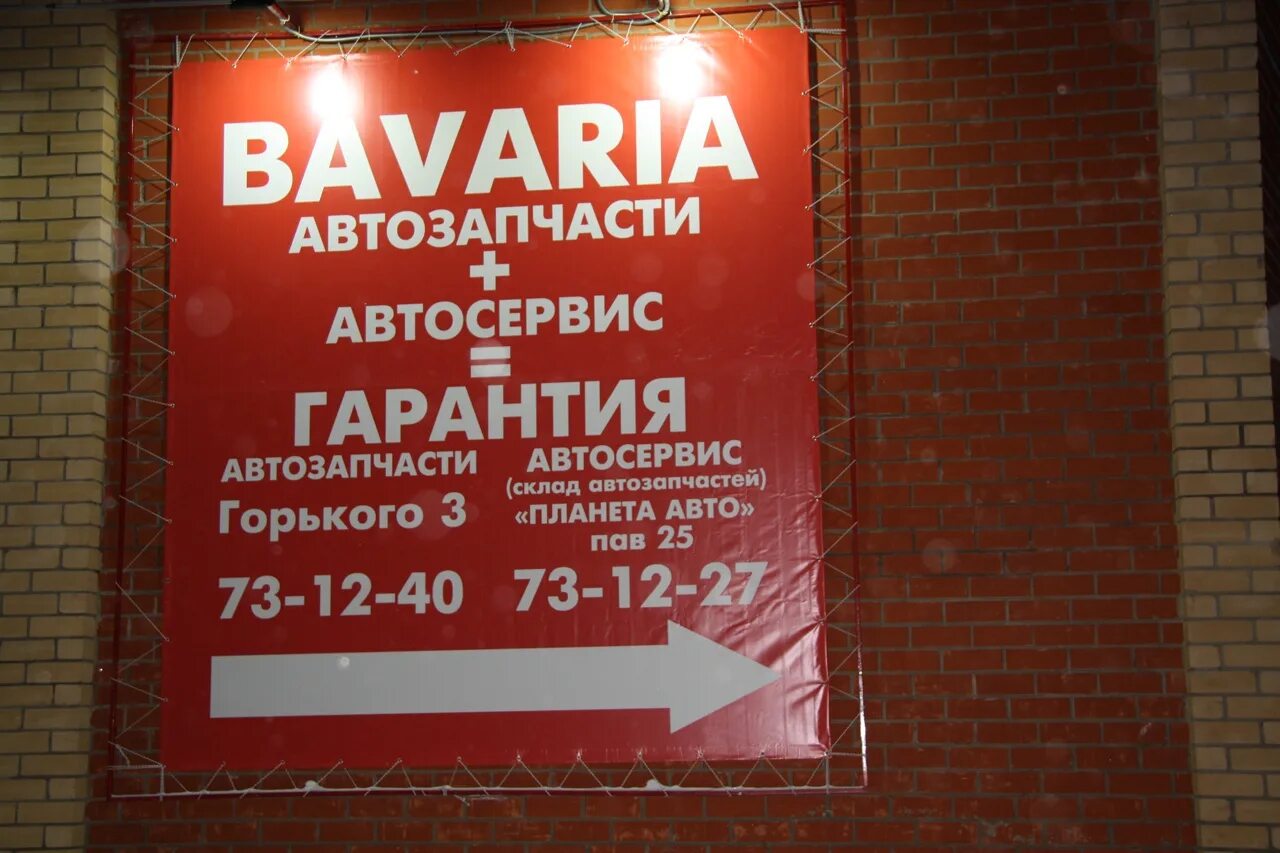 BAVARIA
АВТОЗАПЧАСТИ
+
АВТОСЕРВИС
=
ГАРАНТИЯ
АВТОЗАПЧАСТИ
Горького 3
73-12-40
АВТОСЕРВИС
(склад автозапчастей)
«ПЛАНЕТА АВТО»
пав 25
73-12-27